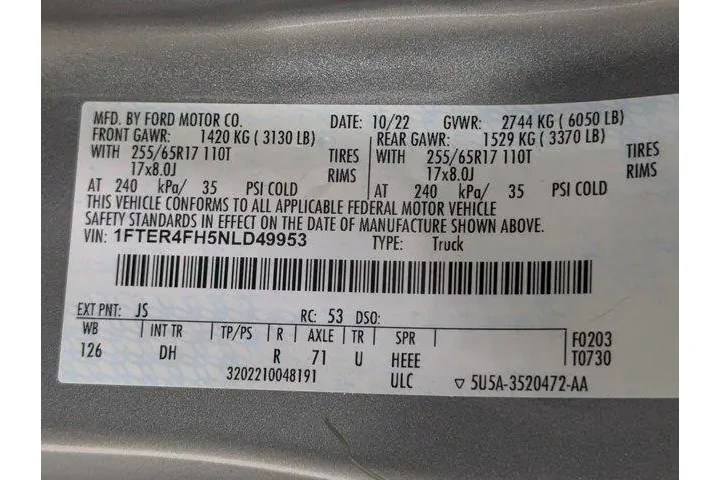 MFD. BY FORD MOTOR CO. DATE: 10/22 GVWR: 2744 KG ( 6050 LB)
FRONT GAWR: 1420 KG ( 3130 LB) REAR GAWR: 1529 KG ( 3370 LB)
WITH 255/65R17 110T TIRES WITH 255/65R17 110T TIRES
17x8.0J RIMS 17x8.0J RIMS
AT 240 kPa/ 35 PSI COLD AT 240 kPa/ 35 PSI COLD
THIS VEHICLE CONFORMS TO ALL APPLICABLE FEDERAL MOTOR VEHICLE
SAFETY STANDARDS IN EFFECT ON THE DATE OF MANUFACTURE SHOWN ABOVE.
VIN: 1FTER4FH5NLD49953 TYPE: Truck
EXT PNT: JS RC: 53 DSO:
WB INT TR TP/PS R AXLE TR SPR F0203
126 DH R 71 U HEEE T0730
3202210048191 ULC ▽ 5U5A-3520472-AA